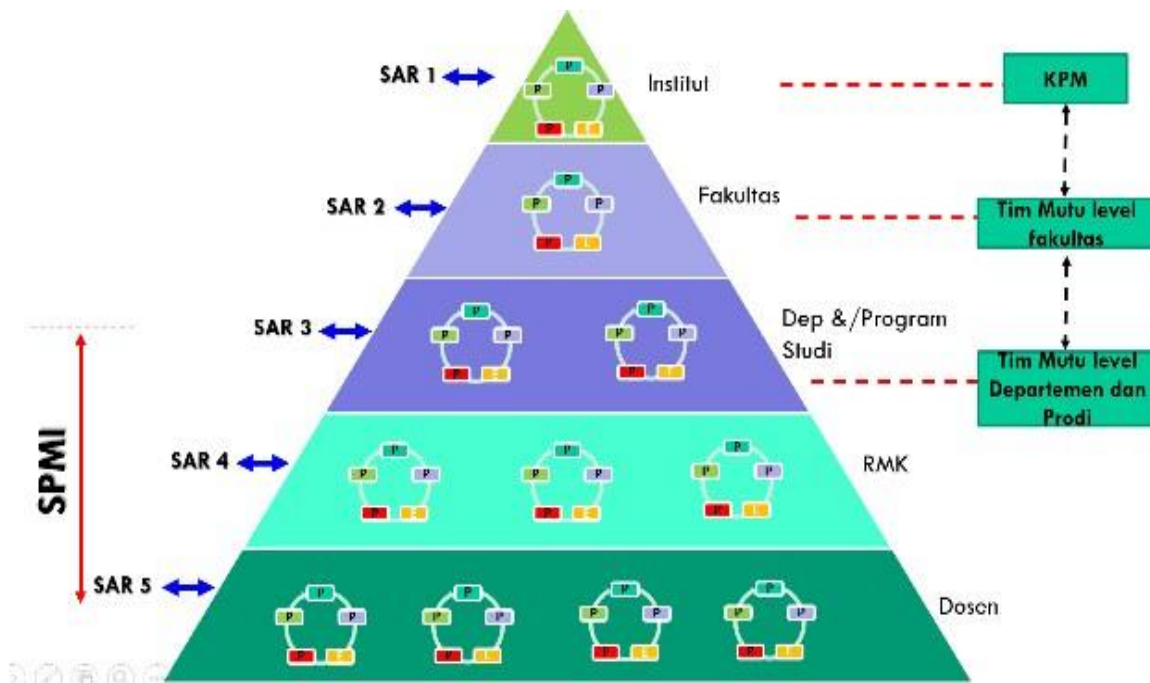 SAR 1
Institut
KPM
P
P
P
P
E
SAR 2
Fakultas
Tim Mutu level
fakultas
P
P
P
P
E
SAR 3
Dep &/Program
Studi
Tim Mutu level
Departemen dan
Prodi
P
P
P
P
E
P
P
P
P
E
SPMI
SAR 4
RMK
P
P
P
P
E
P
P
P
P
E
P
P
P
P
E
SAR 5
Dosen
P
P
P
P
E
P
P
P
P
E
P
P
P
P
E
P
P
P
P
E